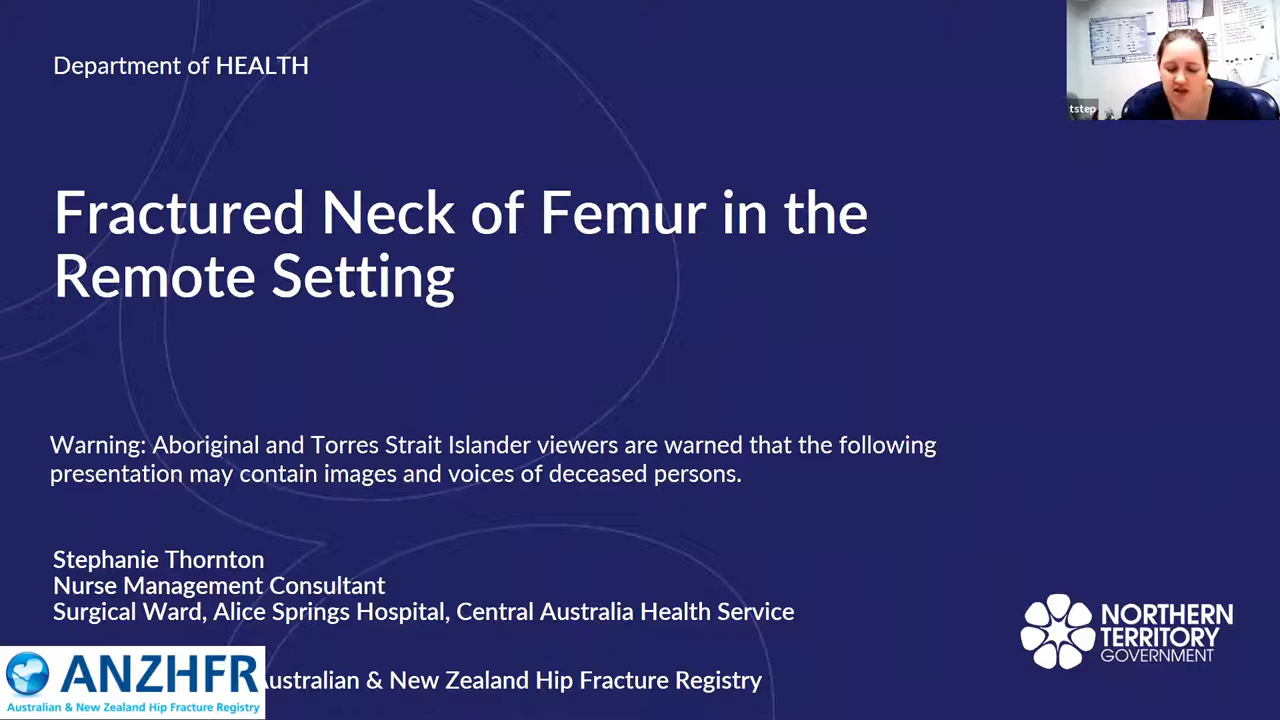 Department of HEALTH
tstep
Fractured Neck of Femur in the
Remote Setting
Warning: Aboriginal and Torres Strait Islander viewers are warned that the following
presentation may contain images and voices of deceased persons.
Stephanie Thornton
Nurse Management Consultant
Surgical Ward, Alice Springs Hospital, Central Australia Health Service
NORTHERN
TERRITORY
GOVERNMENT
ANZHFR
Australian & New Zealand Hip Fracture Registry
Australian & New Zealand Hip Fracture Registry